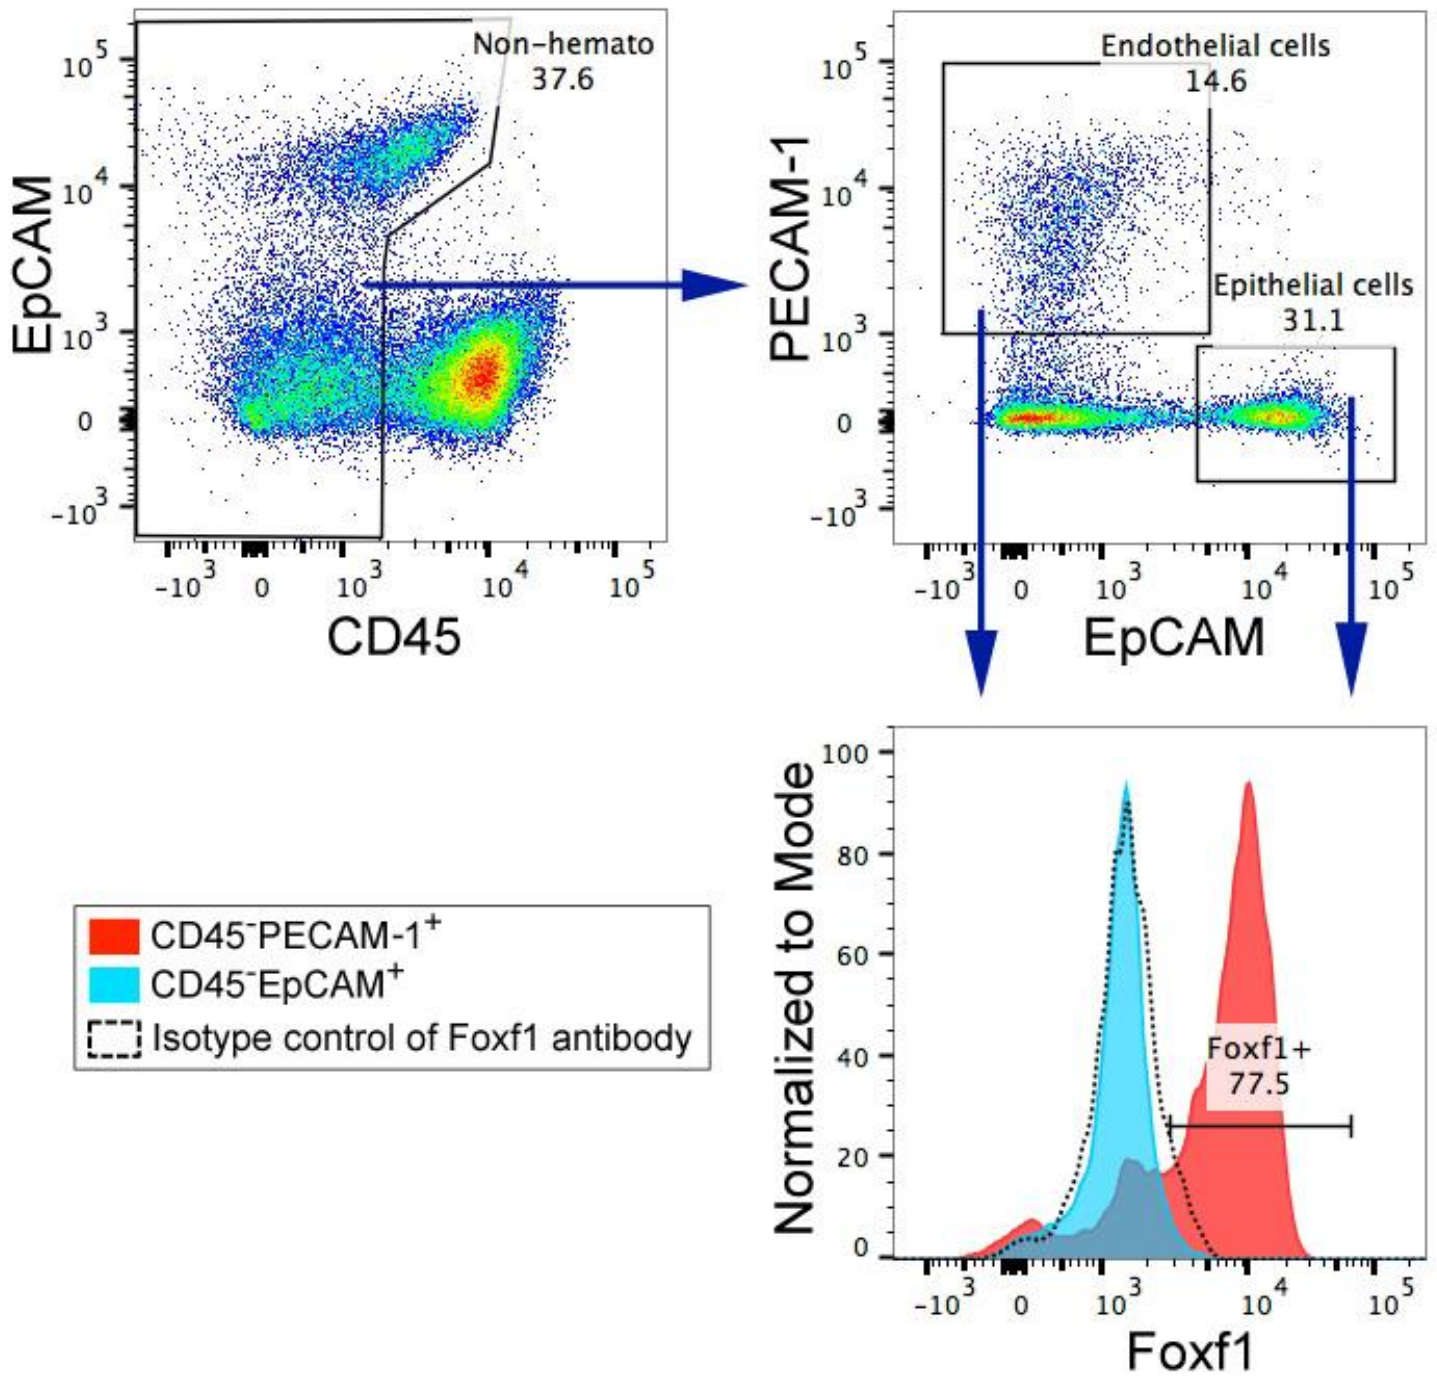 Non-hemato
37.6
10^5
10^4
10^3
0
-10^3
EpCAM
-10^3 0 10^3 10^4 10^5
CD45
Endothelial cells
14.6
Epithelial cells
31.1
10^5
10^4
10^3
0
-10^3
PECAM-1
-10^3 0 10^3 10^4 10^5
EpCAM
CD45⁻PECAM-1⁺
CD45⁻EpCAM⁺
Isotype control of Foxf1 antibody
100
80
60
40
20
0
Normalized to Mode
Foxf1+
77.5
-10^3 0 10^3 10^4 10^5
Foxf1